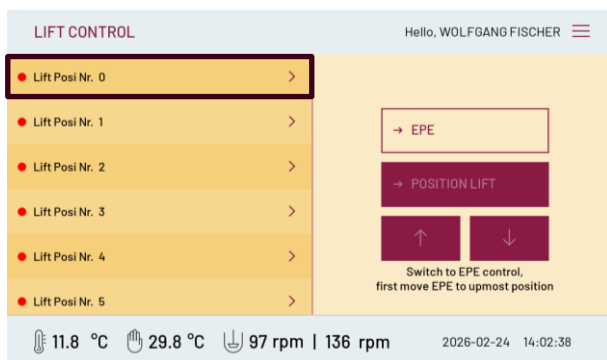 LIFT CONTROL
Hello, WOLFGANG FISCHER
Lift Posi Nr. 0
Lift Posi Nr. 1
Lift Posi Nr. 2
Lift Posi Nr. 3
Lift Posi Nr. 4
Lift Posi Nr. 5
→ EPE
→ POSITION LIFT
↑ ↓
Switch to EPE control,
first move EPE to upmost position
11.8 °C 29.8 °C 97 rpm | 136 rpm 2026-02-24 14:02:38